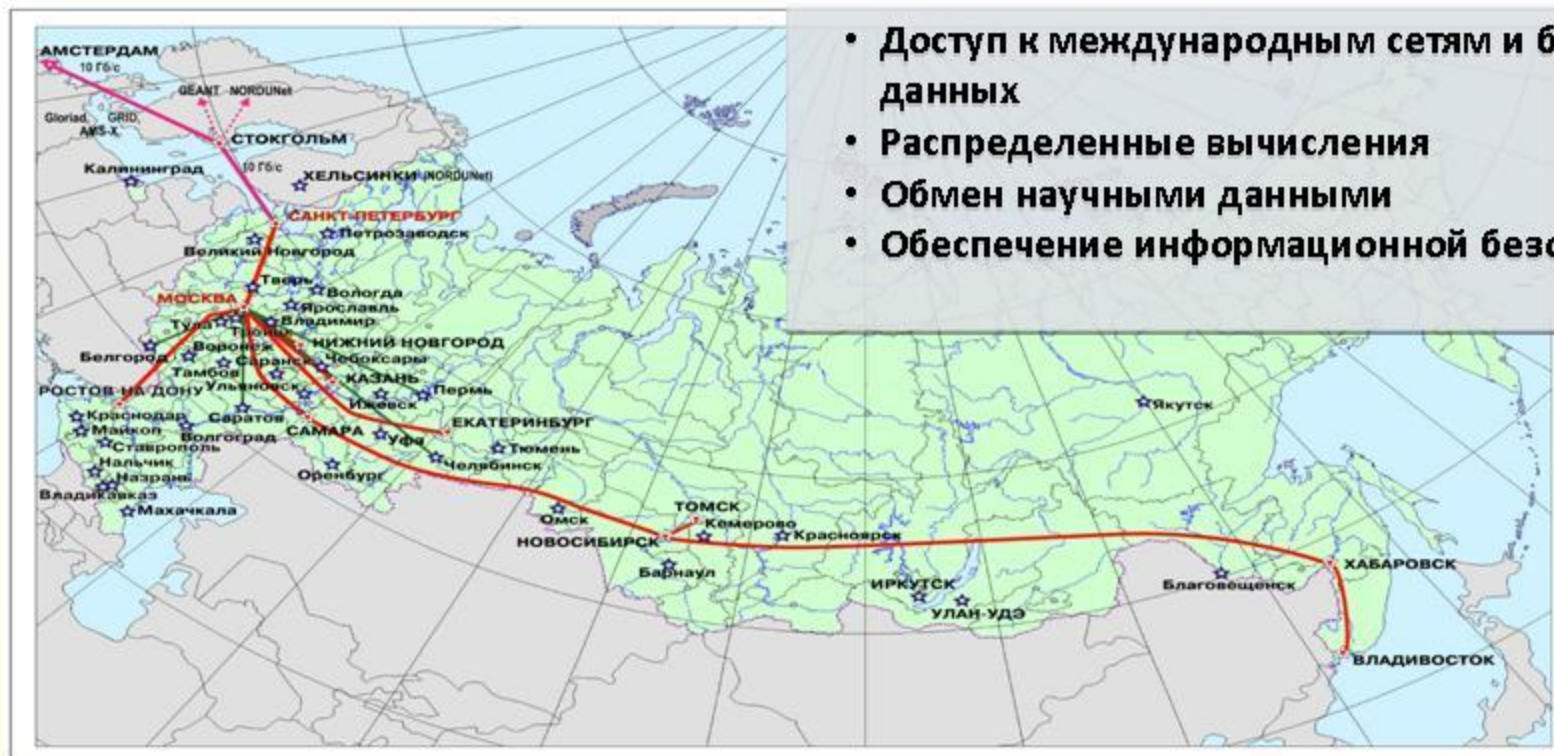 • Доступ к международным сетям и б
данных
• Распределенные вычисления
• Обмен научными данными
• Обеспечение информационной безо
АМСТЕРДАМ
10 Гб/с
GEANT NORDUNet
Gloriad, GRID,
AMS-X,
СТОКГОЛЬМ
10 Гб/с
Калининград
ХЕЛЬСИНКИ (NORDUNet)
САНКТ-ПЕТЕРБУРГ
Петрозаводск
Великий Новгород
Тверь
Вологда
МОСКВА
Ярославль
Тула
Владимир
Троицк
НИЖНИЙ НОВГОРОД
Воронеж
Белгород
Саранск
Чебоксары
Тамбов
КАЗАНЬ
РОСТОВ-НА-ДОНУ
Ульяновск
Пермь
Ижевск
Якутск
Краснодар
Саратов
ЕКАТЕРИНБУРГ
Майкоп
Волгоград
САМАРА
Уфа
Ставрополь
Тюмень
Нальчик
Челябинск
Назрань
Оренбург
Владикавказ
Махачкала
ТОМСК
Омск
Кемерово
НОВОСИБИРСК
Красноярск
ХАБАРОВСК
Барнаул
ИРКУТСК
Благовещенск
УЛАН-УДЭ
ВЛАДИВОСТОК